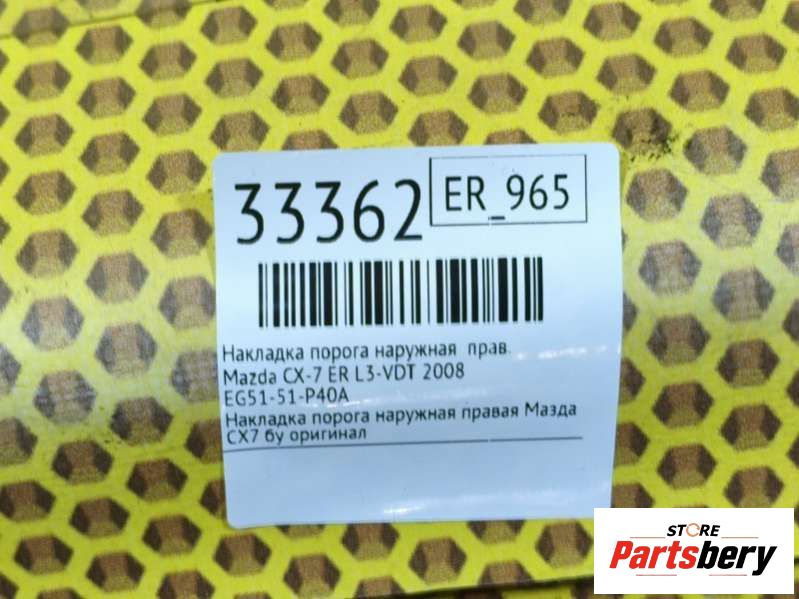 33362
ER_965
Накладка порога наружная прав.
Mazda CX-7 ER L3-VDT 2008
EG51-51-P40A
Накладка порога наружная правая Мазда
СХ7 бу оригинал
STORE
Partsbery